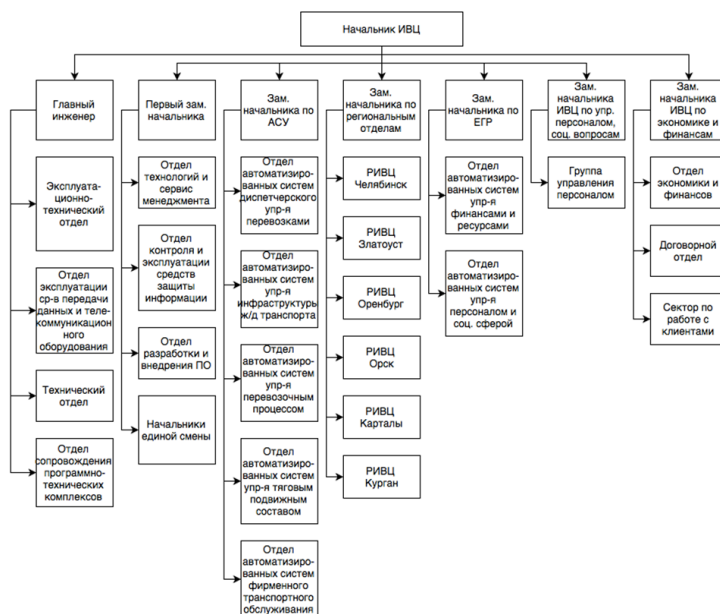 Начальник ИВЦ
Главный
инженер
Первый зам.
начальника
Зам.
начальника по
АСУ
Зам.
начальника по
региональным
отделам
Зам.
начальника по
ЕГР
Зам.
начальника
ИВЦ по упр.
персоналом,
соц. вопросам
Зам.
начальника
ИВЦ по
экономике и
финансам
Эксплуата-
ционно-
технический
отдел
Отдел
эксплуатации
ср-в передачи
данных и теле-
коммуникацион
ного
оборудования
Технический
отдел
Отдел
сопровождения
программно-
технических
комплексов
Отдел
технологий и
сервис
менеджмента
Отдел
контроля и
эксплуатации
средств
защиты
информации
Отдел
разработки и
внедрения ПО
Начальники
единой смены
Отдел
автоматизиро-
ванных систем
диспетчерского
упр-я
перевозками
Отдел
автоматизиро-
ванных систем
упр-я
инфраструктуры
ж/д транспорта
Отдел
автоматизиро-
ванных систем
упр-я
перевозочным
процессом
Отдел
автоматизиро-
ванных систем
упр-я тяговым
подвижным
составом
Отдел
автоматизиро-
ванных систем
фирменного
транспортного
обслуживания
РИВЦ
Челябинск
РИВЦ
Златоуст
РИВЦ
Оренбург
РИВЦ
Орск
РИВЦ
Карталы
РИВЦ
Курган
Отдел
автоматизиро-
ванных систем
упр-я
финансами и
ресурсами
Отдел
автоматизиро-
ванных систем
упр-я
персоналом и
соц. сферой
Группа
управления
персоналом
Отдел
экономики и
финансов
Договорной
отдел
Сектор по
работе с
клиентами